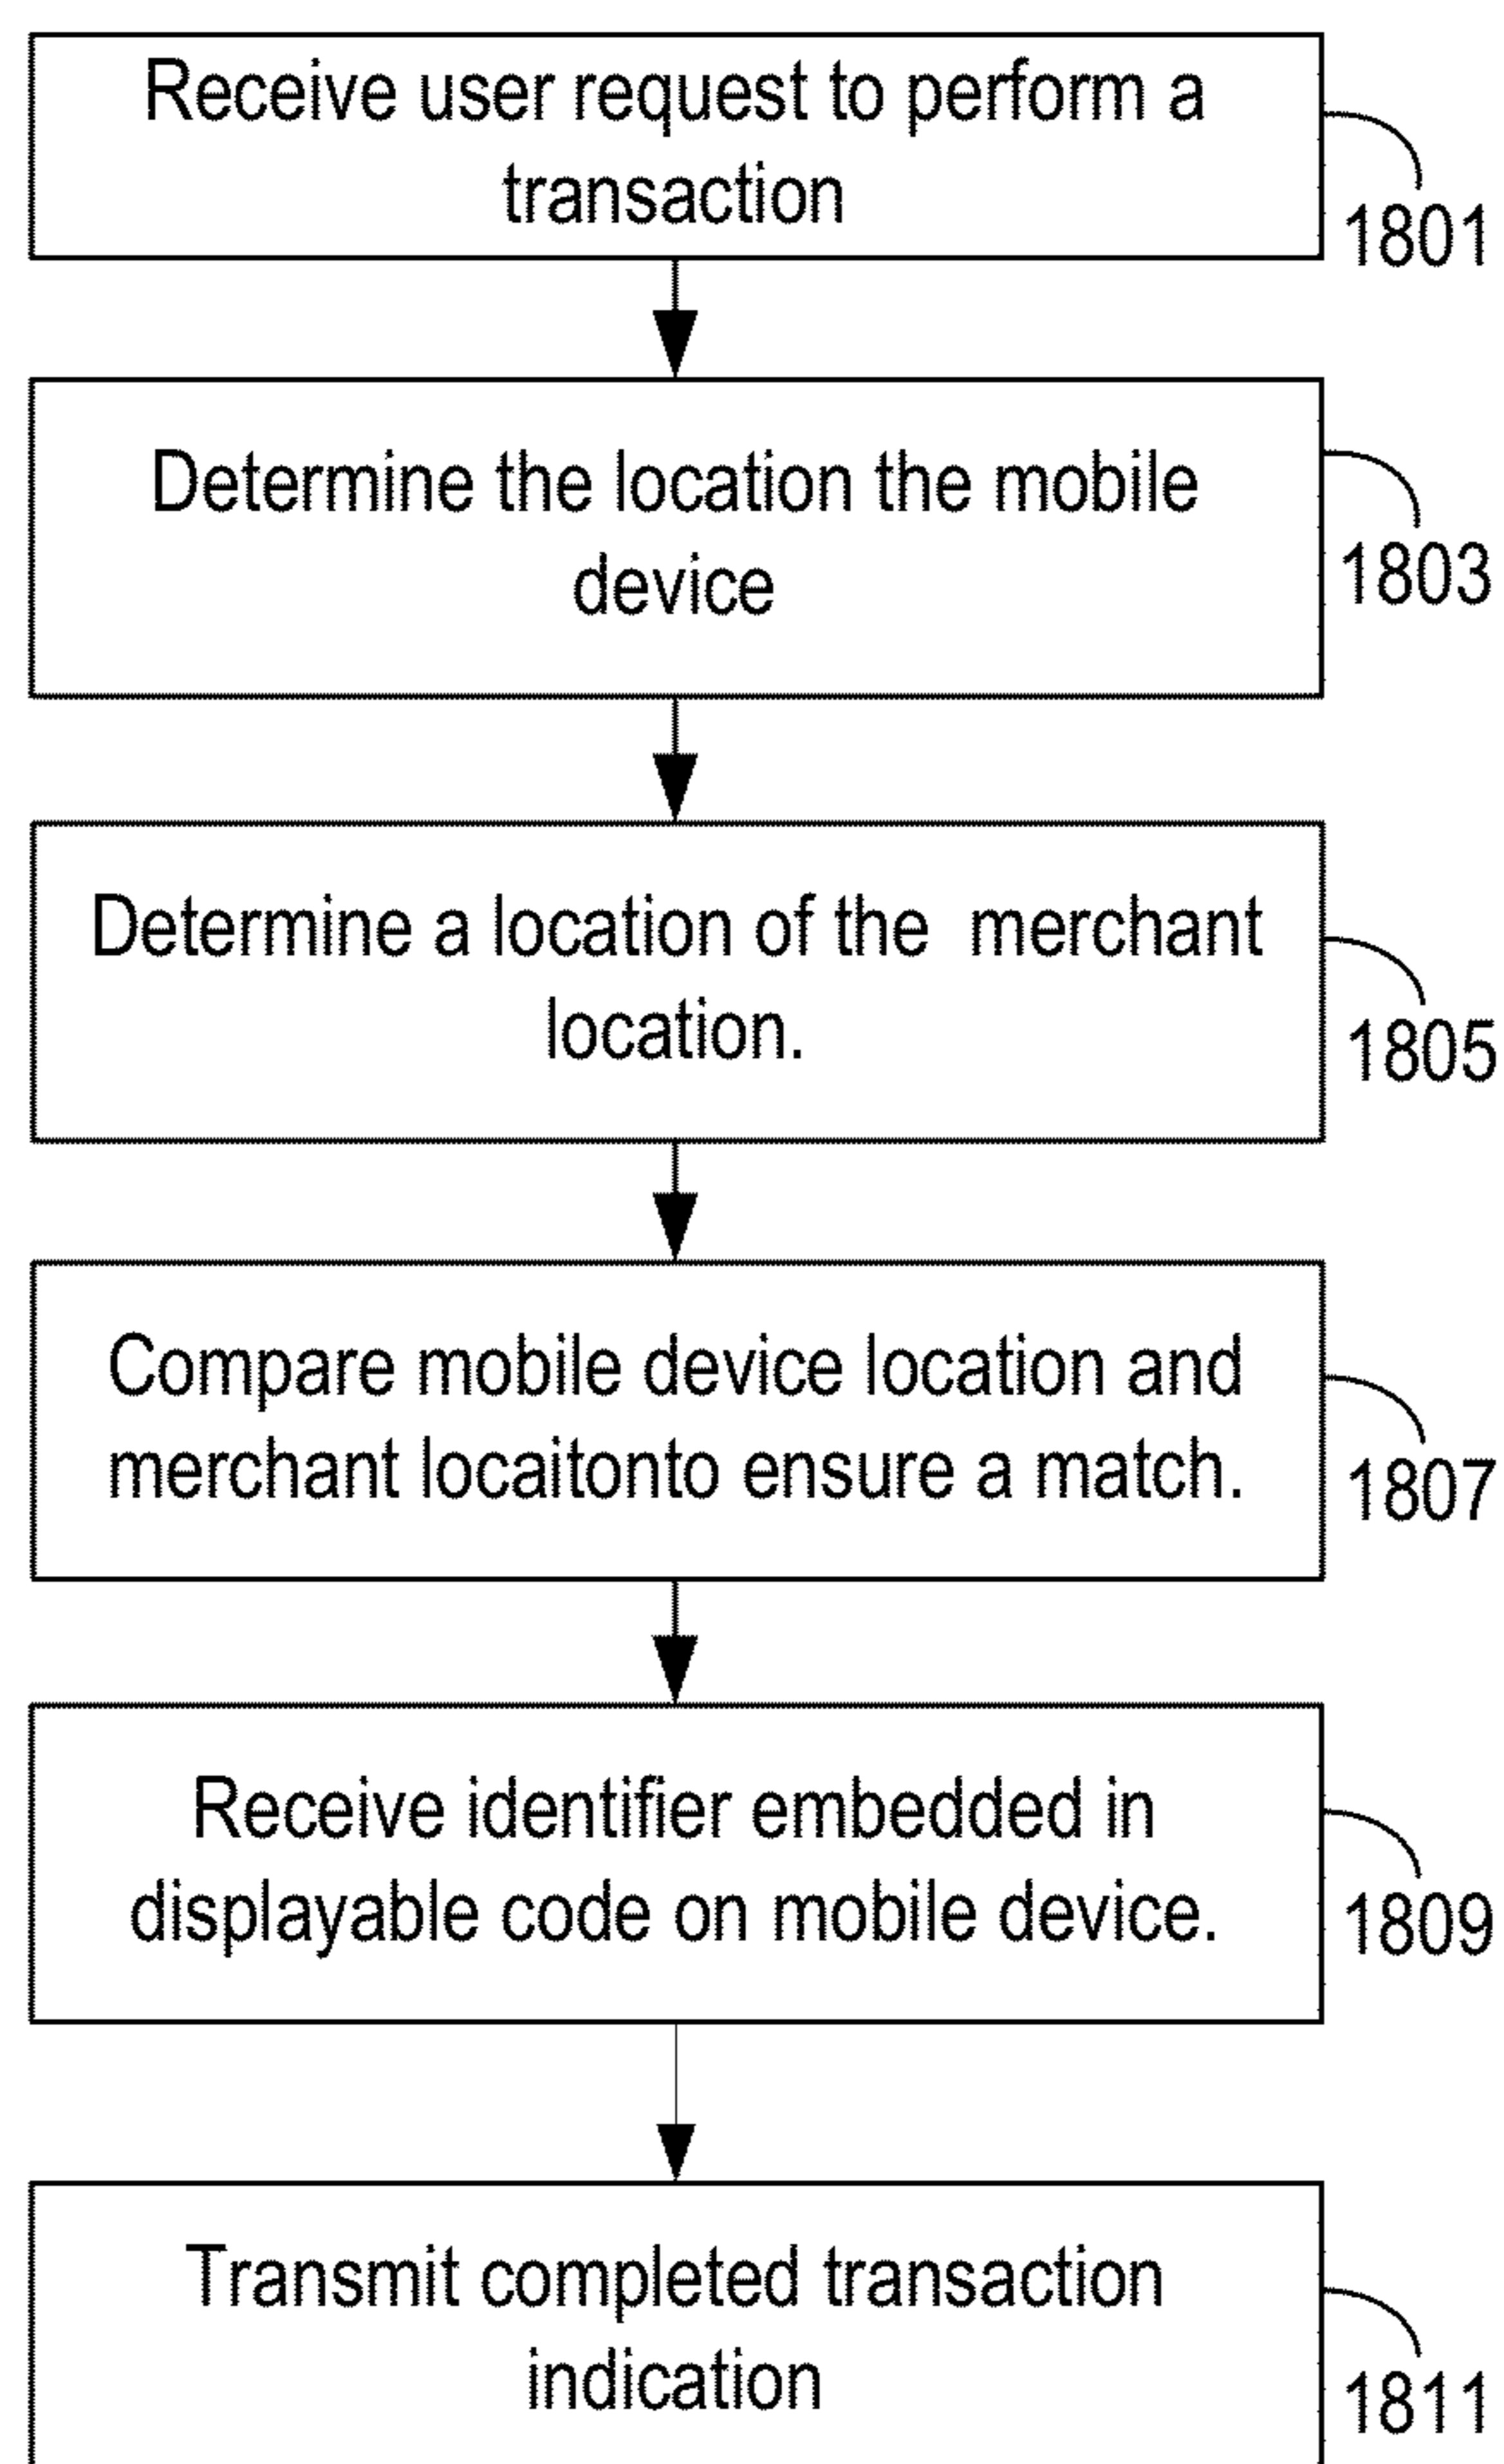 Receive user request to perform a
transaction
1801
Determine the location the mobile
device
1803
Determine a location of the  merchant
location.
1805
Compare mobile device location and
merchant locaitonto ensure a match.
1807
Receive identifier embedded in
displayable code on mobile device.
1809
Transmit completed transaction
indication
1811